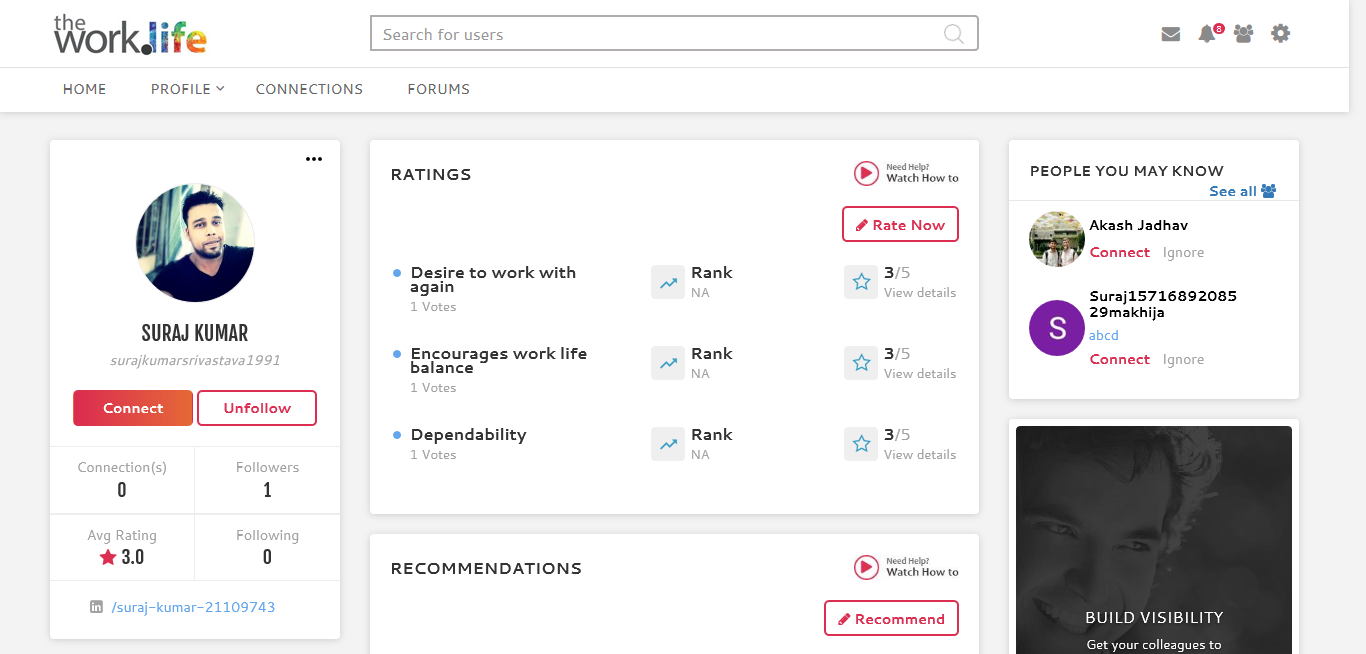 the
work.life
Search for users
8
HOME
PROFILE
CONNECTIONS
FORUMS
SURAJ KUMAR
surajkumarsrivastava1991
Connect
Unfollow
Connection(s)
0
Followers
1
Avg Rating
3.0
Following
0
in
/suraj-kumar-21109743
RATINGS
Need Help?
Watch How to
Rate Now
Desire to work with
again
1 Votes
Rank
NA
3/5
View details
Encourages work life
balance
1 Votes
Rank
NA
3/5
View details
Dependability
1 Votes
Rank
NA
3/5
View details
RECOMMENDATIONS
Need Help?
Watch How to
Recommend
PEOPLE YOU MAY KNOW
See all
Akash Jadhav
Connect Ignore
S
Suraj15716892085
29makhija
abcd
Connect Ignore
BUILD VISIBILITY
Get your colleagues to